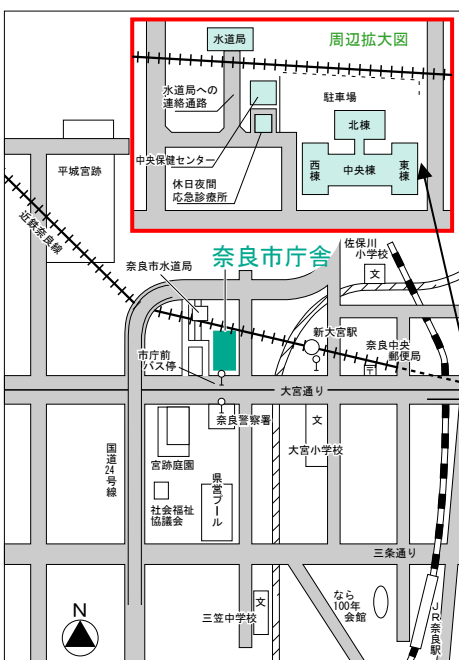 周辺拡大図
水道局
水道局への
連絡通路
駐車場
北棟
中央保健センター
西棟
中央棟
東棟
休日夜間
応急診療所
平城宮跡
近鉄奈良線
奈良市庁舎
奈良市水道局
佐保川
小学校
文
新大宮駅
奈良中央
郵便局
〒
市庁前
バス停
大宮通り
奈良警察署
文
大宮小学校
国道24号線
宮跡庭園
県営プール
社会福祉
協議会
三条通り
N
三笠中学校
文
なら
100年
会館
JR奈良駅